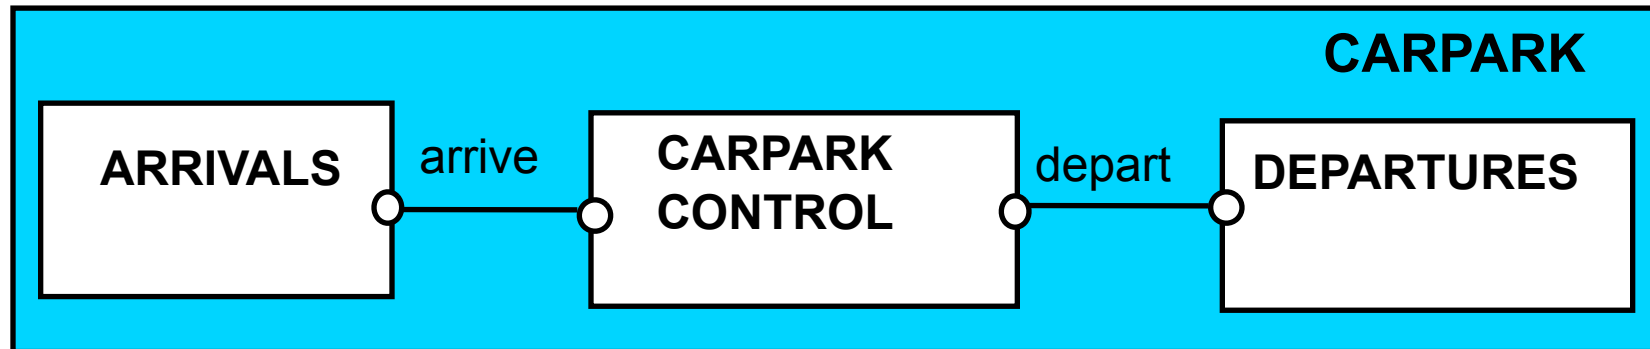 CARPARK
ARRIVALS
arrive
CARPARK
CONTROL
depart
DEPARTURES